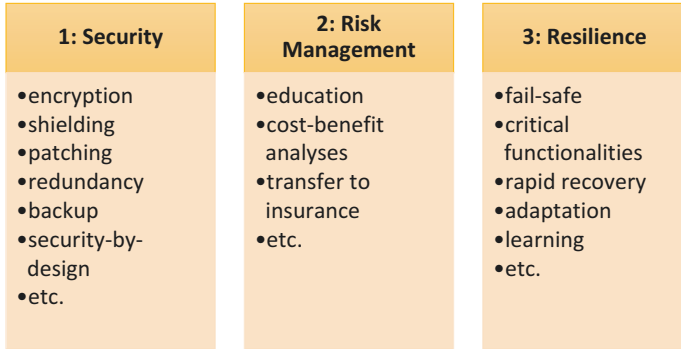 1: Security
•encryption
•shielding
•patching
•redundancy
•backup
•security-by-
design
•etc.
2: Risk
Management
•education
•cost-benefit
analyses
•transfer to
insurance
•etc.
3: Resilience
•fail-safe
•critical
functionalities
•rapid recovery
•adaptation
•learning
•etc.